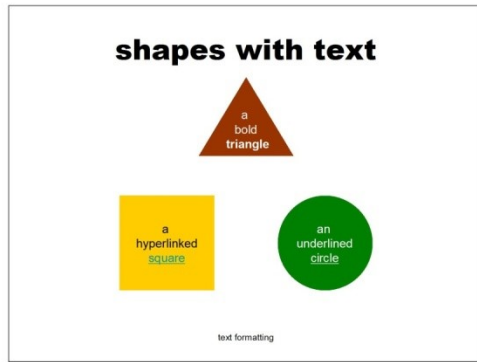 shapes with text
a
bold
triangle
a
hyperlinked
square
an
underlined
circle
text formatting